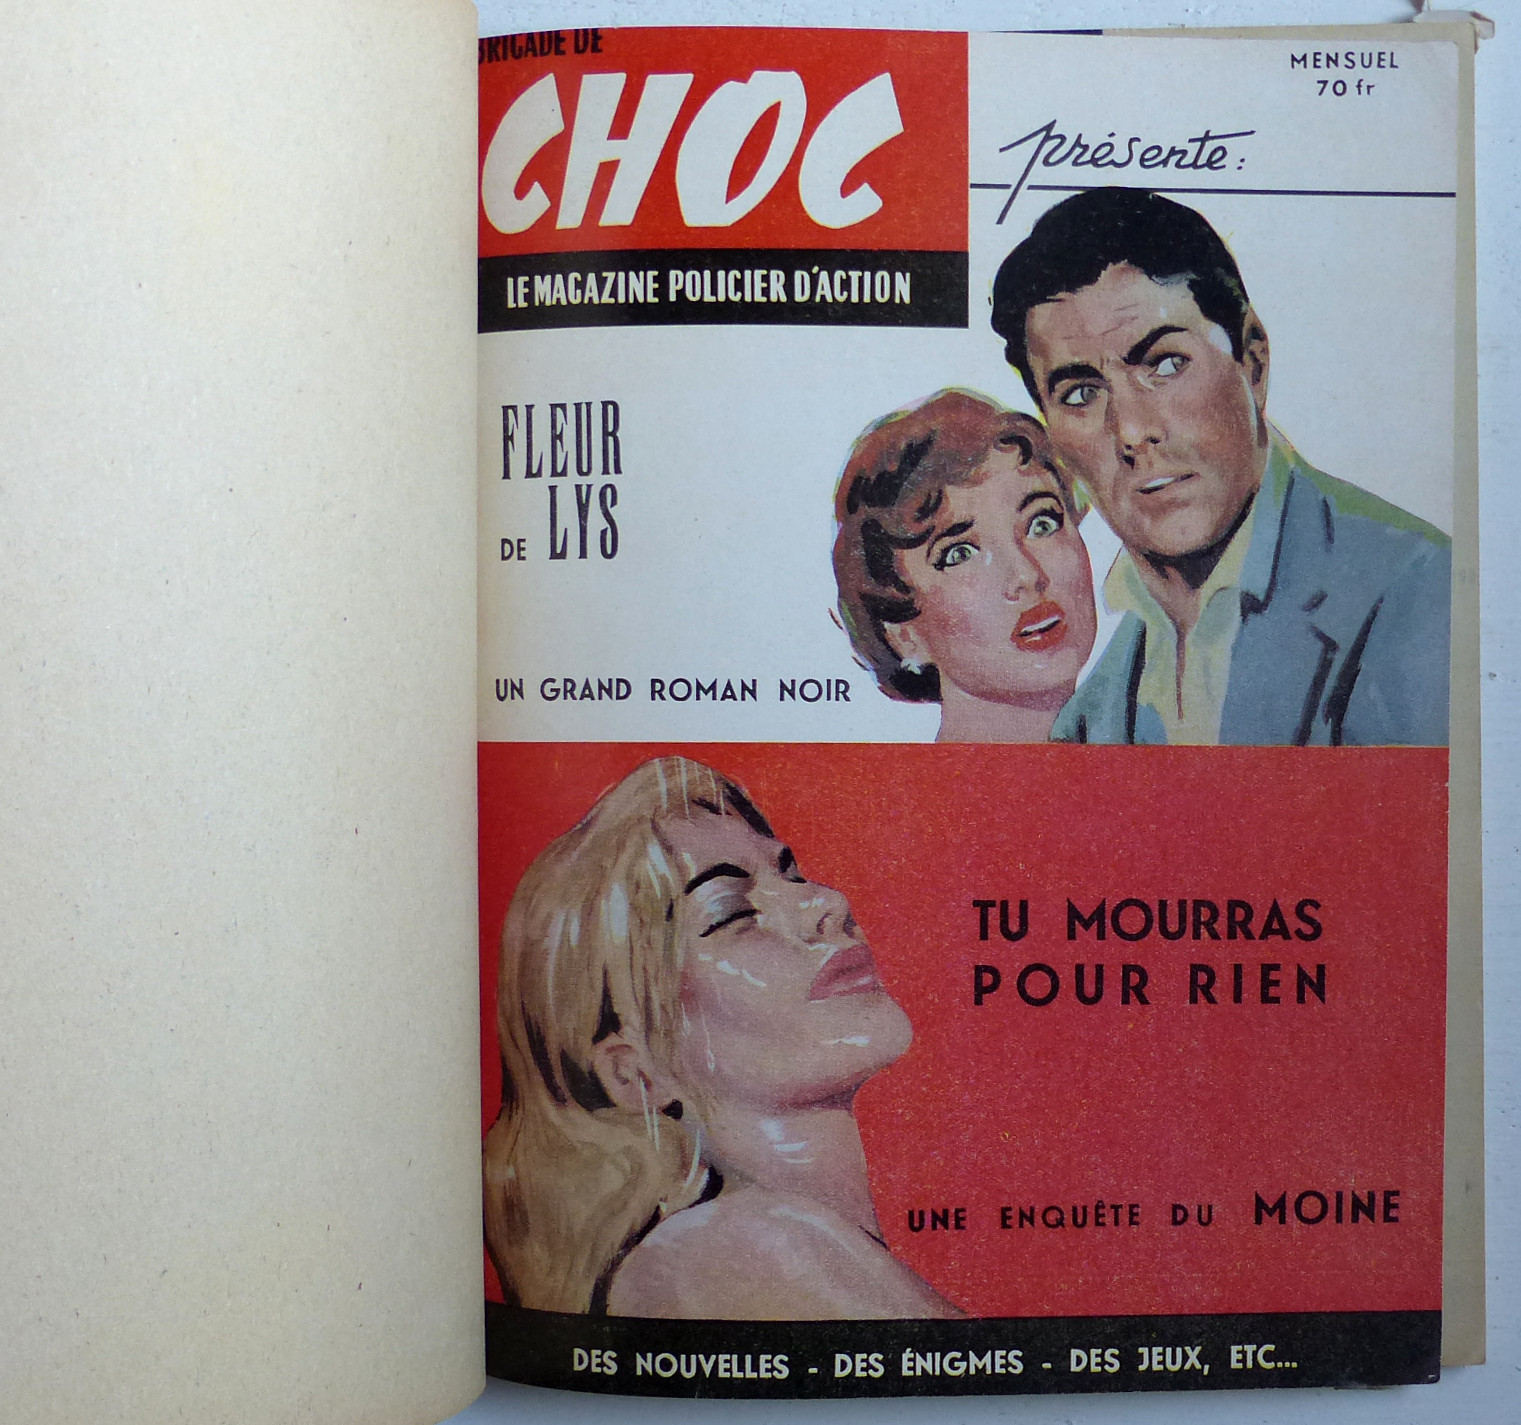 BRIGADE DE
CHOC
LE MAGAZINE POLICIER D'ACTION
MENSUEL
70 fr
présente:
FLEUR
DE LYS
UN GRAND ROMAN NOIR
TU MOURRAS
POUR RIEN
UNE ENQUÊTE DU MOINE
DES NOUVELLES - DES ÉNIGMES - DES JEUX, ETC...